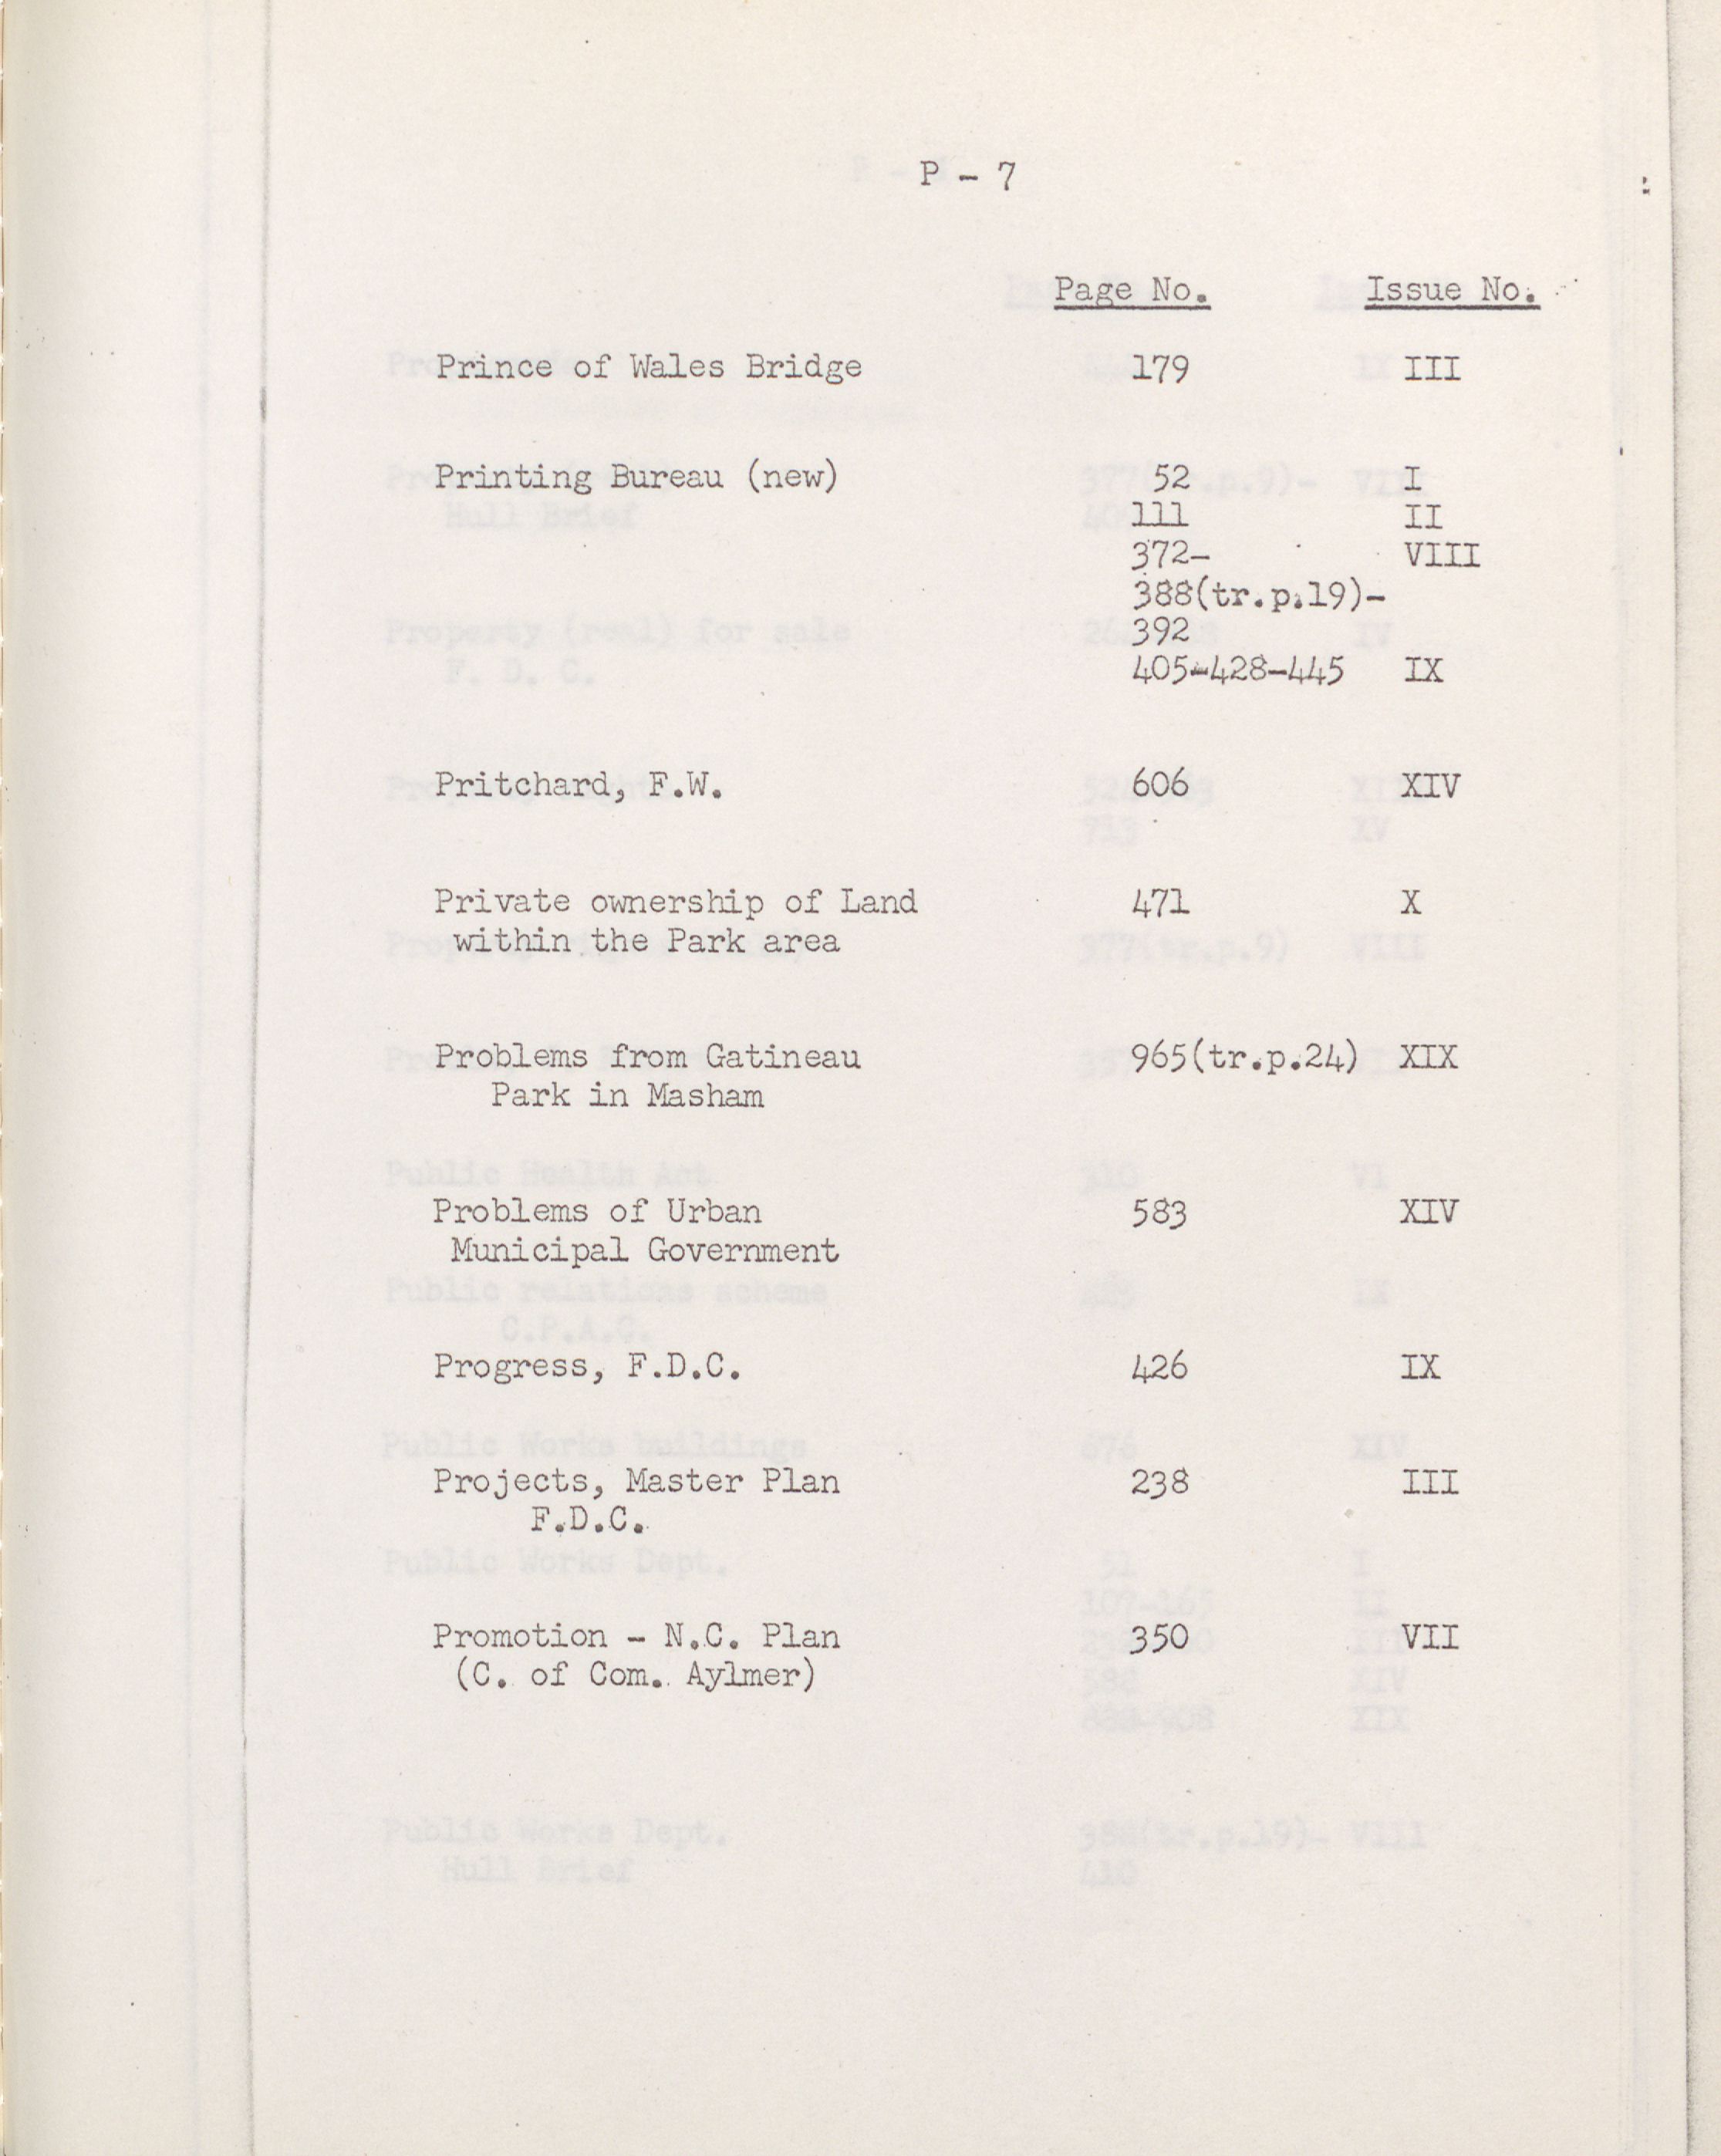 P - 7
Page No. Issue No.
Prince of Wales Bridge 179 III
Printing Bureau (new) 52 I
111 II
372- VIII
388(tr.p.19)-
392
405-428-445 IX
Pritchard, F.W. 606 XIV
Private ownership of Land 471 X
within the Park area
Problems from Gatineau 965(tr.p.24) XIX
Park in Masham
Problems of Urban 583 XIV
Municipal Government
Progress, F.D.C. 426 IX
Projects, Master Plan 238 III
F.D.C.
Promotion - N.C. Plan 350 VII
(C. of Com. Aylmer)